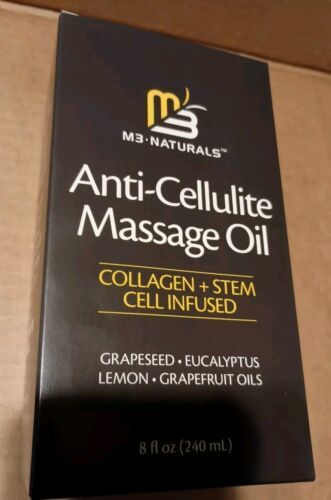 M3
M3·NATURALS™
Anti-Cellulite
Massage Oil
COLLAGEN + STEM
CELL INFUSED
GRAPESEED • EUCALYPTUS
LEMON • GRAPEFRUIT OILS
8 fl oz (240 mL)